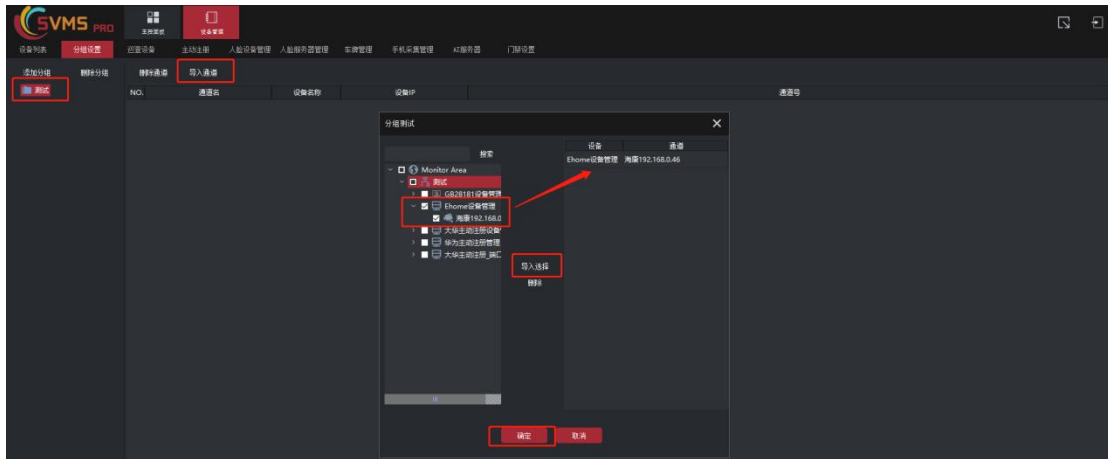 SVMS PRO
主控面板 设备管理
设备列表 分组设置 巡查设备 主动注册 人脸设备管理 人脸服务器管理 车牌管理 手机采集管理 AI服务器 门禁设置
添加分组 删除分组 删除通道 导入通道
测试
NO. 通道名 设备名称 设备IP 通道号
分组测试
搜索
设备 通道
Ehome设备管理 海康192.168.0.46
Monitor Area
测试
GB28181设备管理
Ehome设备管理
海康192.168.0
大华主动注册设备
华为主动注册管理
大华主动注册_端口
导入选择
删除
确定 取消